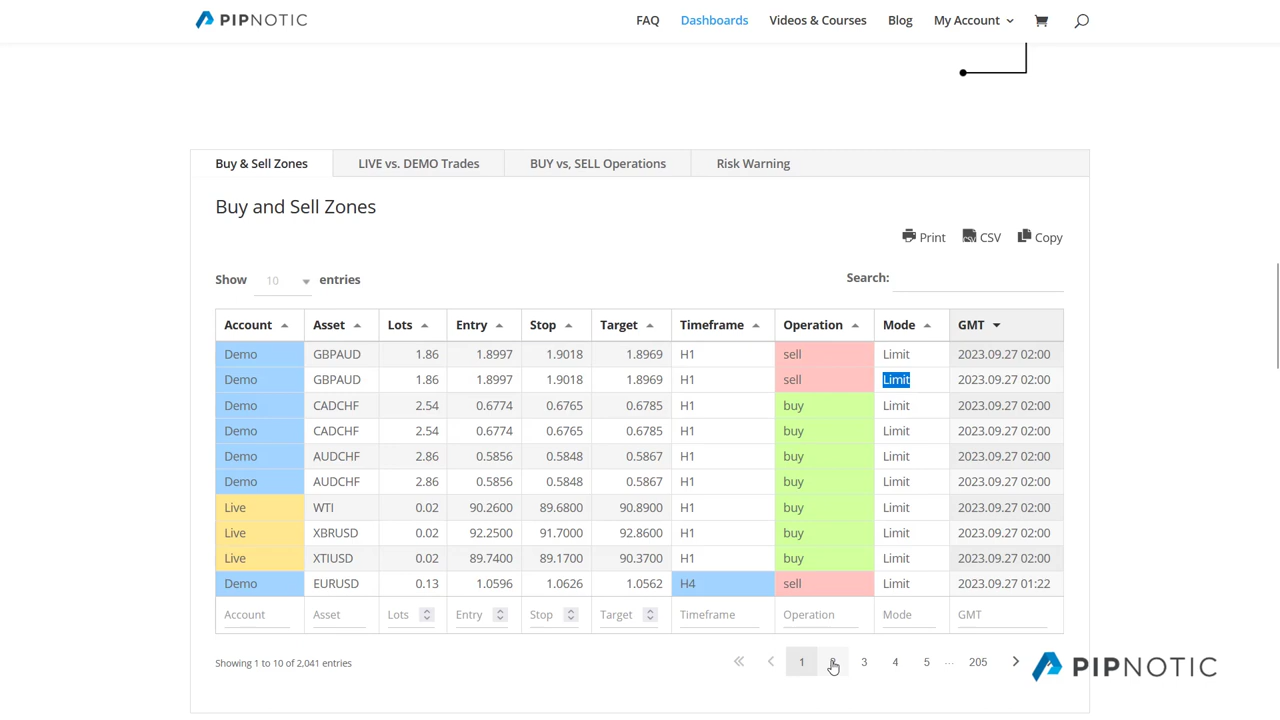 PIPNOTIC
FAQ Dashboards Videos & Courses Blog My Account
Buy & Sell Zones LIVE vs. DEMO Trades BUY vs, SELL Operations Risk Warning
Buy and Sell Zones
Print CSV Copy
Show 10 entries Search:
Account Asset Lots Entry Stop Target Timeframe Operation Mode GMT
Demo GBPAUD 1.86 1.8997 1.9018 1.8969 H1 sell Limit 2023.09.27 02:00
Demo GBPAUD 1.86 1.8997 1.9018 1.8969 H1 sell Limit 2023.09.27 02:00
Demo CADCHF 2.54 0.6774 0.6765 0.6785 H1 buy Limit 2023.09.27 02:00
Demo CADCHF 2.54 0.6774 0.6765 0.6785 H1 buy Limit 2023.09.27 02:00
Demo AUDCHF 2.86 0.5856 0.5848 0.5867 H1 buy Limit 2023.09.27 02:00
Demo AUDCHF 2.86 0.5856 0.5848 0.5867 H1 buy Limit 2023.09.27 02:00
Live WTI 0.02 90.2600 89.6800 90.8900 H1 buy Limit 2023.09.27 02:00
Live XBRUSD 0.02 92.2500 91.7000 92.8600 H1 buy Limit 2023.09.27 02:00
Live XTIUSD 0.02 89.7400 89.1700 90.3700 H1 buy Limit 2023.09.27 02:00
Demo EURUSD 0.13 1.0596 1.0626 1.0562 H4 sell Limit 2023.09.27 01:22
Account Asset Lots Entry Stop Target Timeframe Operation Mode GMT
Showing 1 to 10 of 2,041 entries « ‹ 1 2 3 4 5 ... 205 ›
PIPNOTIC